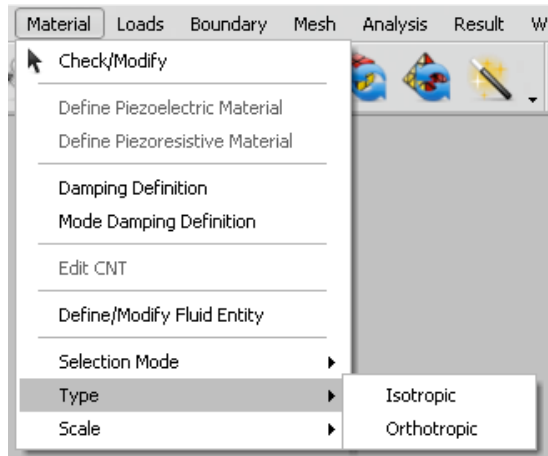 Material Loads Boundary Mesh Analysis Result W
Check/Modify
Define Piezoelectric Material
Define Piezoresistive Material
Damping Definition
Mode Damping Definition
Edit CNT
Define/Modify Fluid Entity
Selection Mode
Type
Isotropic
Scale
Orthotropic